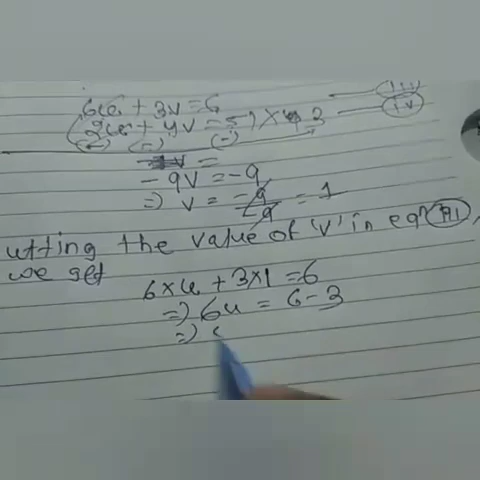 6u + 3v = 6
(2u + 4v = 5) × 3
(-) (-) (-)
- 9v = -9
=> v = -9/-9 = 1
utting the value of 'v' in eqn (iii),
we get
6×u + 3×1 = 6
=> 6u = 6-3
=>